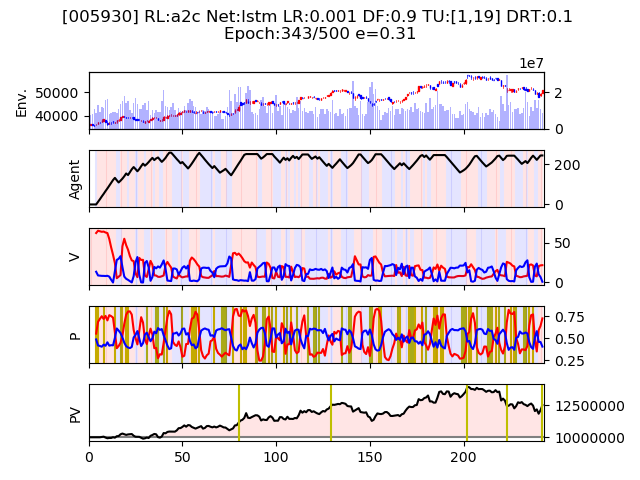 [005930] RL:a2c Net:lstm LR:0.001 DF:0.9 TU:[1,19] DRT:0.1
Epoch:343/500 e=0.31
1e7
Env.
50000
40000
2
0
Agent
200
0
V
50
0
P
0.75
0.50
0.25
PV
12500000
10000000
0 50 100 150 200